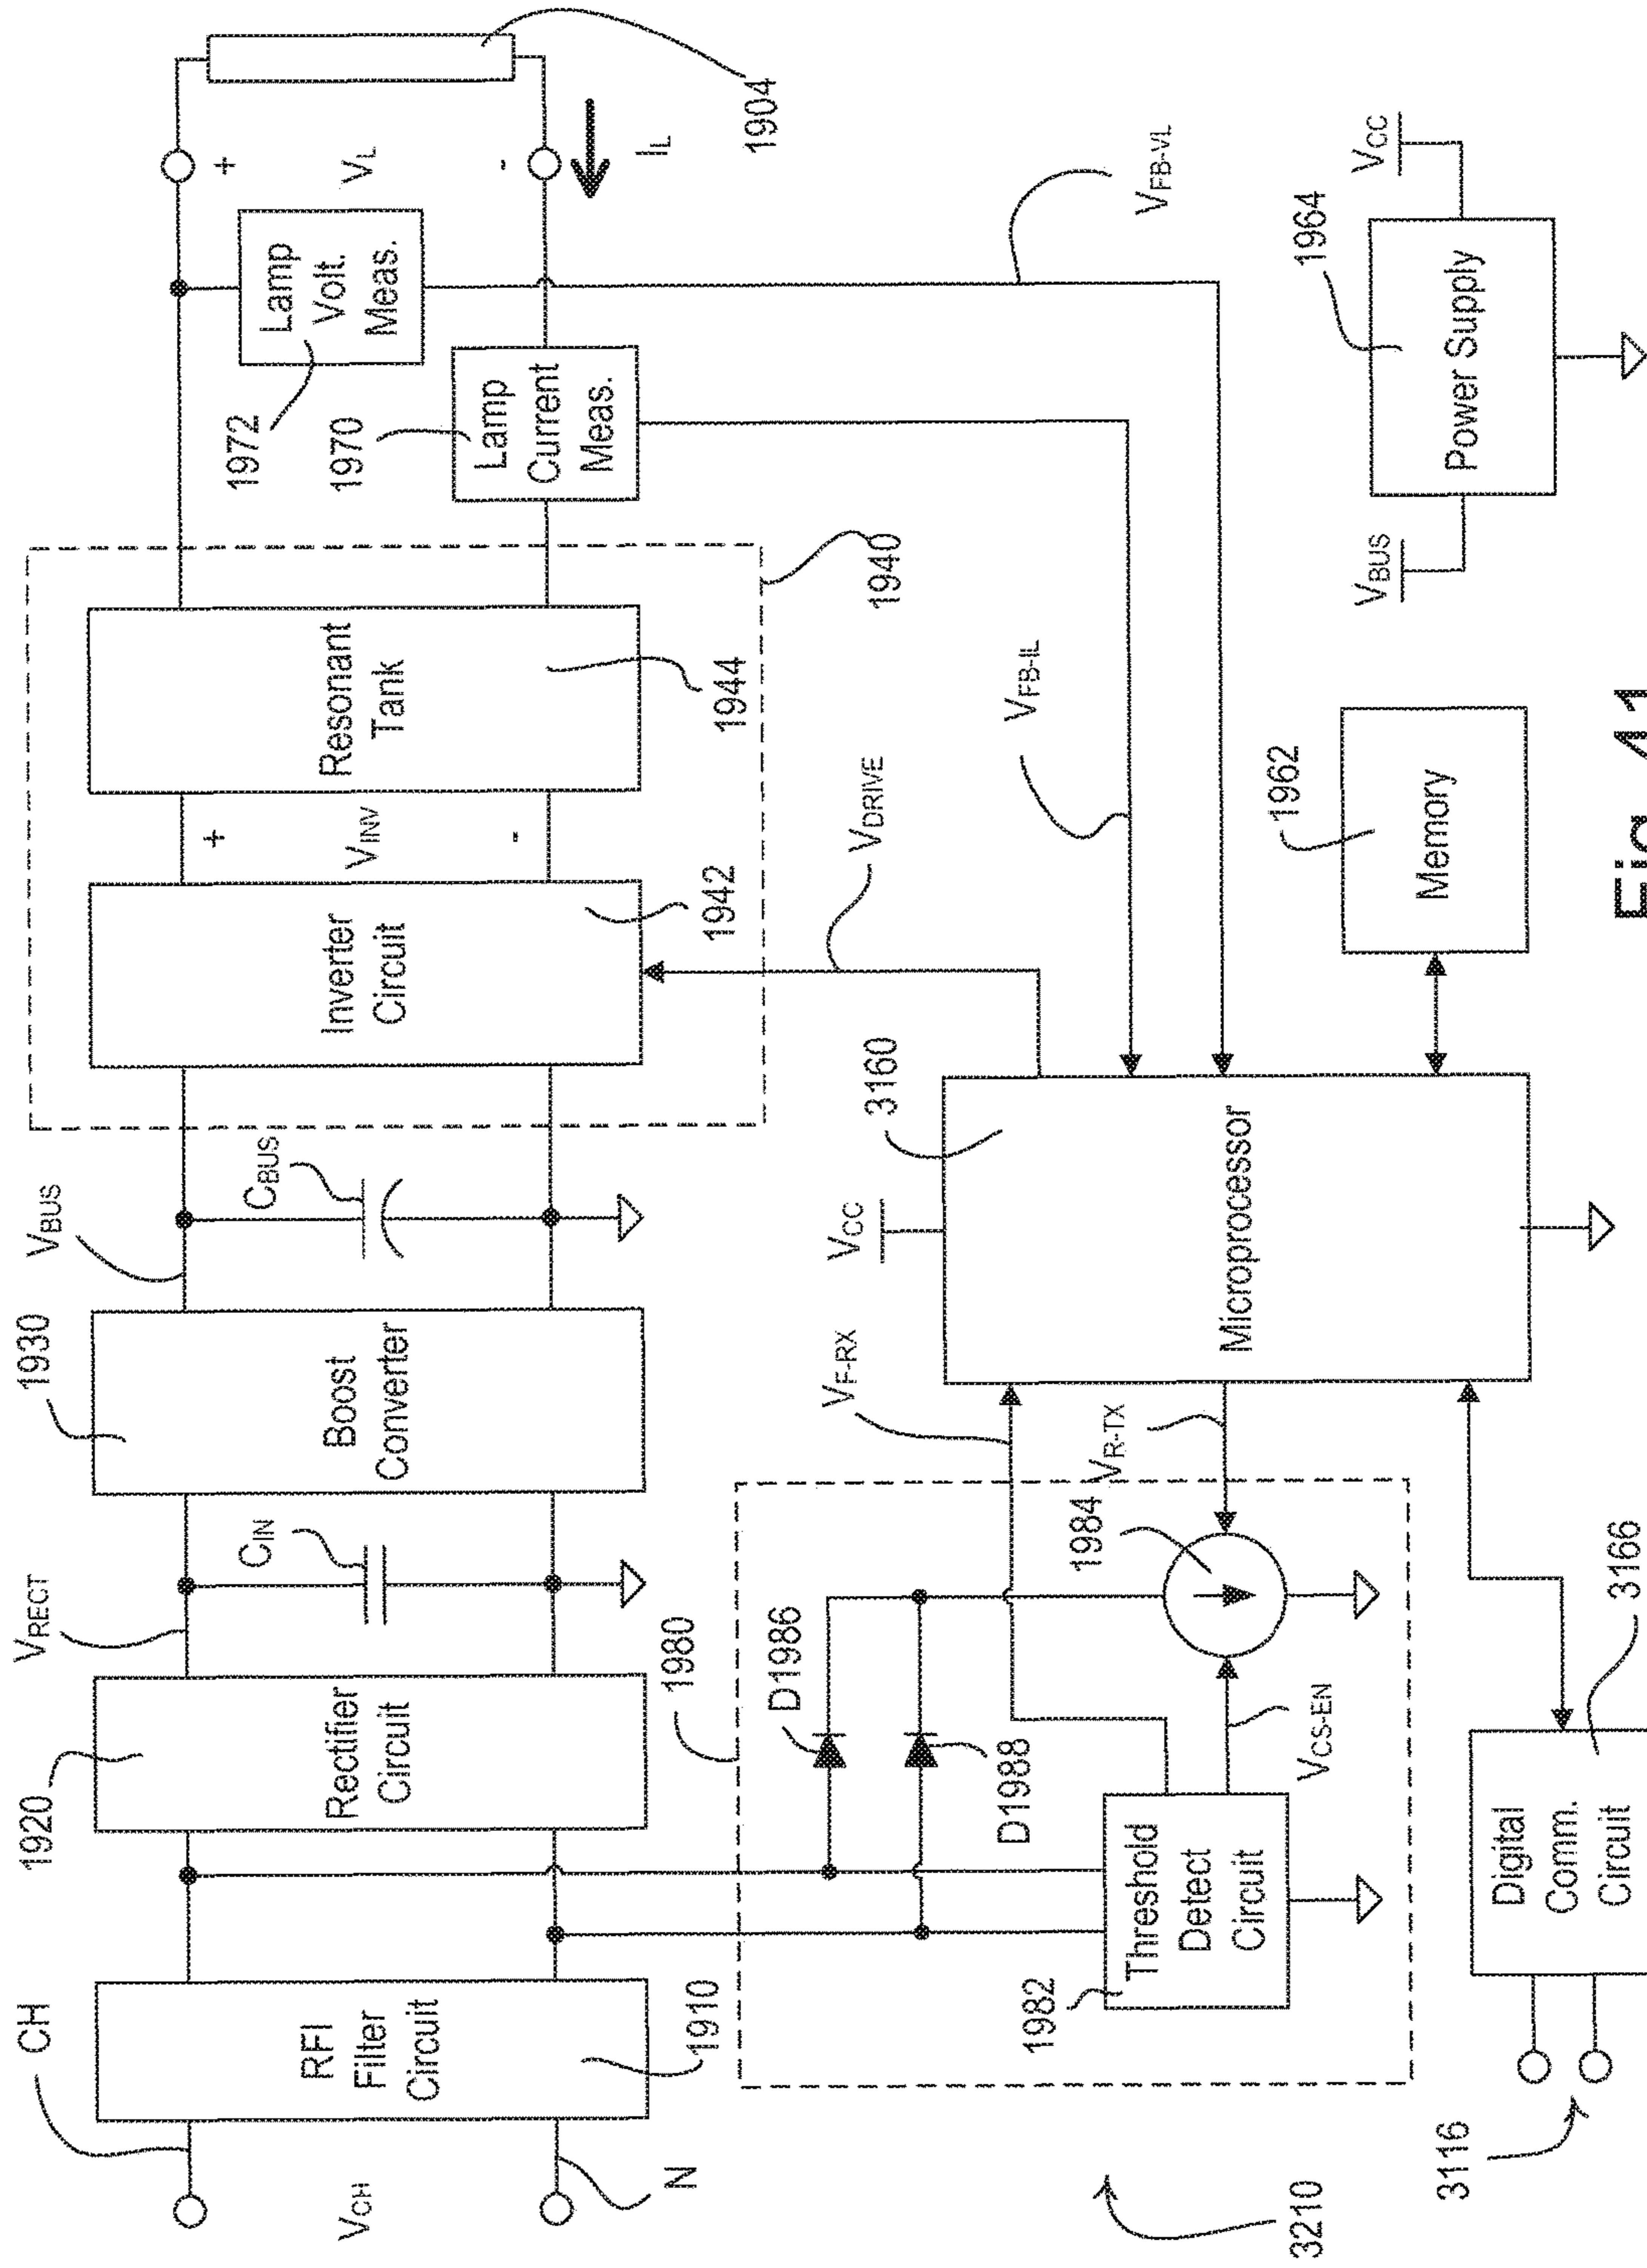 CH
V_CH
N
RFI
Filter
Circuit
1910
1920
Rectifier
Circuit
V_RECT
C_IN
1930
Boost
Converter
V_BUS
C_BUS
Inverter
Circuit
1942
+
V_INV
-
Resonant
Tank
1944
1940
1972
Lamp
Volt.
Meas.
1970
Lamp
Current
Meas.
+
V_L
-
I_L
1904
1980
D1986
D1988
1982
Threshold
Detect
Circuit
V_CS-EN
1984
V_F-RX
V_R-TX
V_CC
3160
Microprocessor
V_DRIVE
V_FB-IL
V_FB-VL
1962
Memory
V_BUS
1964
Power Supply
V_CC
3210
3116
Digital
Comm.
Circuit
3166